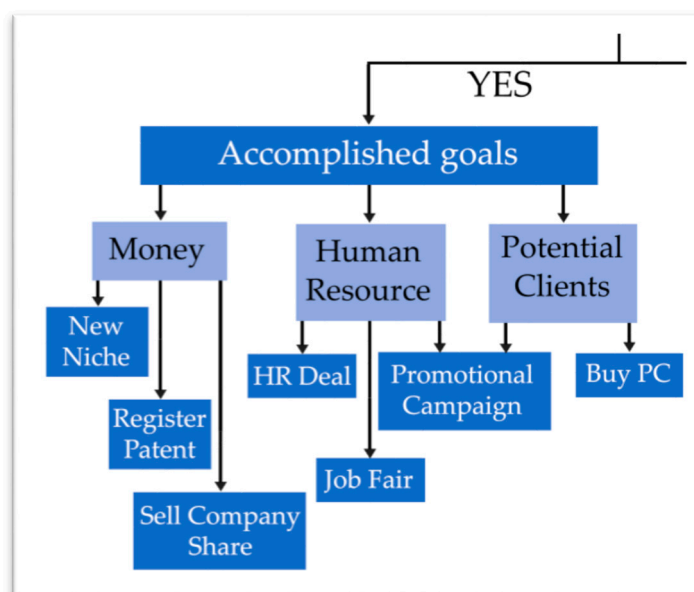 YES
Accomplished goals
Money
Human
Resource
Potential
Clients
New
Niche
HR Deal
Promotional
Campaign
Buy PC
Register
Patent
Job Fair
Sell Company
Share